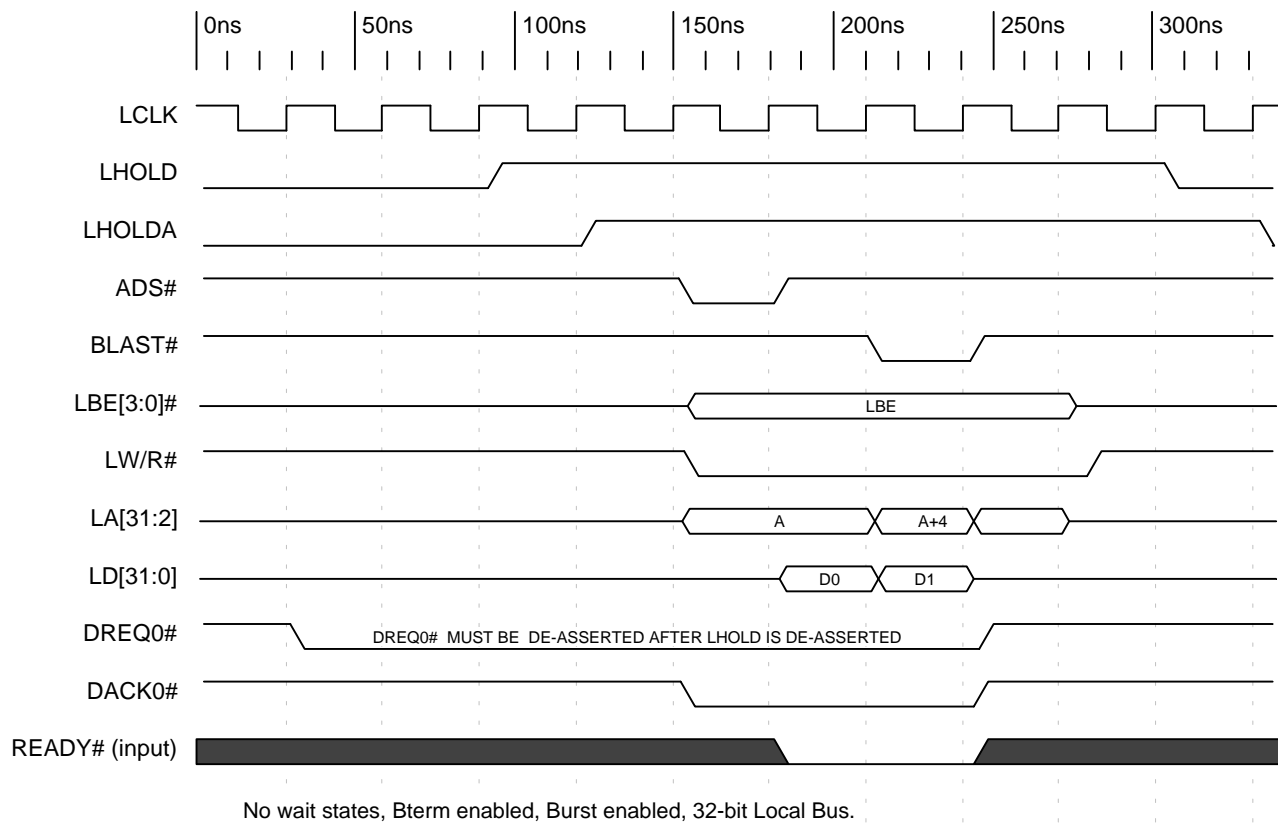 0ns 50ns 100ns 150ns 200ns 250ns 300ns
LCLK
LHOLD
LHOLDA
ADS#
BLAST#
LBE[3:0]# LBE
LW/R#
LA[31:2] A A+4
LD[31:0] D0 D1
DREQ0# DREQ0# MUST BE DE-ASSERTED AFTER LHOLD IS DE-ASSERTED
DACK0#
READY# (input)
No wait states, Bterm enabled, Burst enabled, 32-bit Local Bus.